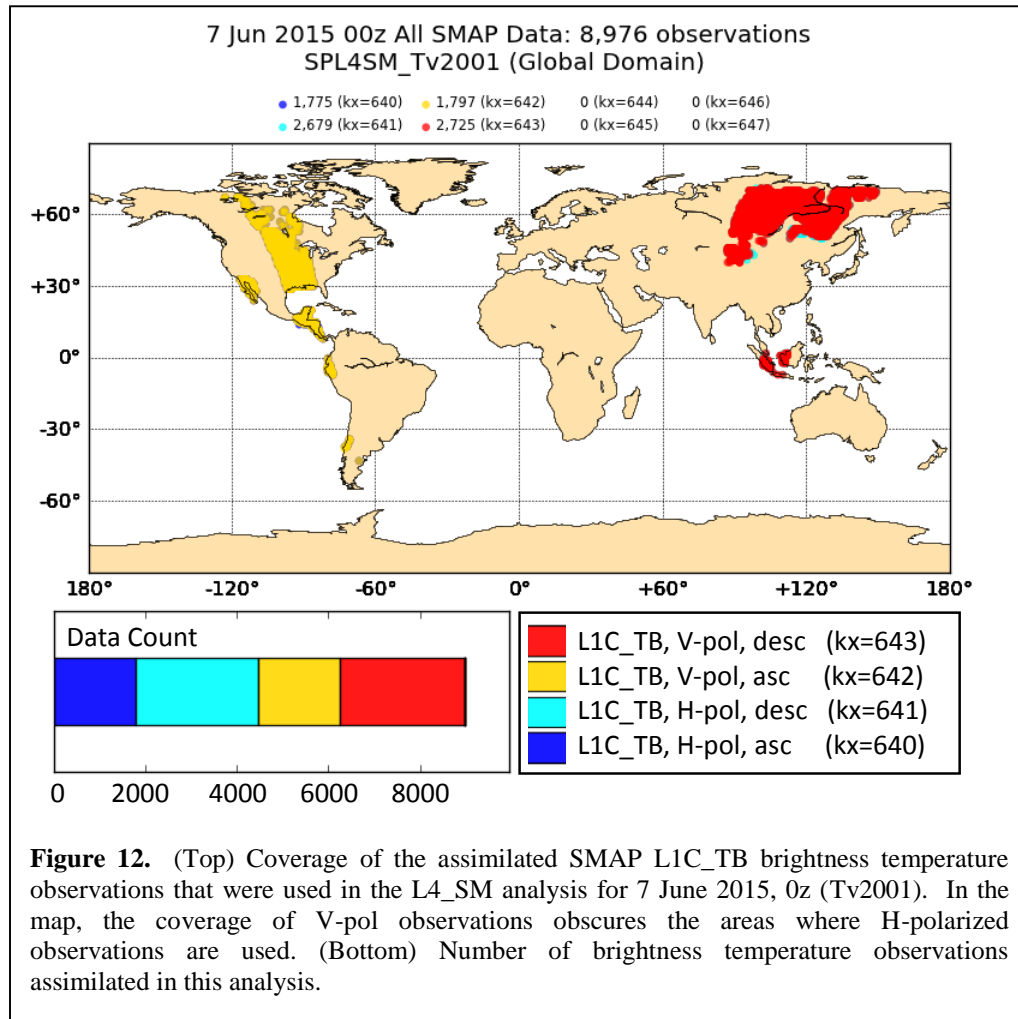 7 Jun 2015 00z All SMAP Data: 8,976 observations
SPL4SM_Tv2001 (Global Domain)
1,775 (kx=640) 1,797 (kx=642) 0 (kx=644) 0 (kx=646)
2,679 (kx=641) 2,725 (kx=643) 0 (kx=645) 0 (kx=647)
+60°
+30°
0°
-30°
-60°
180° -120° -60° 0° +60° +120° 180°
Data Count
0 2000 4000 6000 8000
L1C_TB, V-pol, desc (kx=643)
L1C_TB, V-pol, asc (kx=642)
L1C_TB, H-pol, desc (kx=641)
L1C_TB, H-pol, asc (kx=640)
Figure 12. (Top) Coverage of the assimilated SMAP L1C_TB brightness temperature
observations that were used in the L4_SM analysis for 7 June 2015, 0z (Tv2001). In the
map, the coverage of V-pol observations obscures the areas where H-polarized
observations are used. (Bottom) Number of brightness temperature observations
assimilated in this analysis.